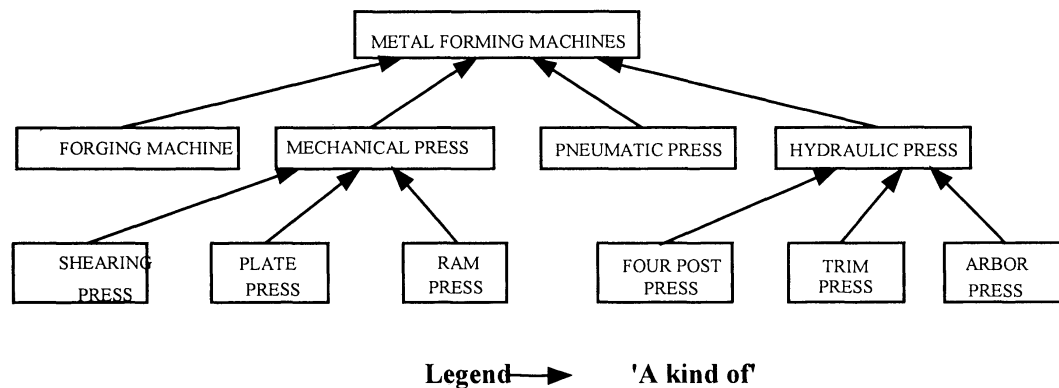 METAL FORMING MACHINES
FORGING MACHINE
MECHANICAL PRESS
PNEUMATIC PRESS
HYDRAULIC PRESS
SHEARING
PRESS
PLATE
PRESS
RAM
PRESS
FOUR POST
PRESS
TRIM
PRESS
ARBOR
PRESS
Legend 'A kind of'